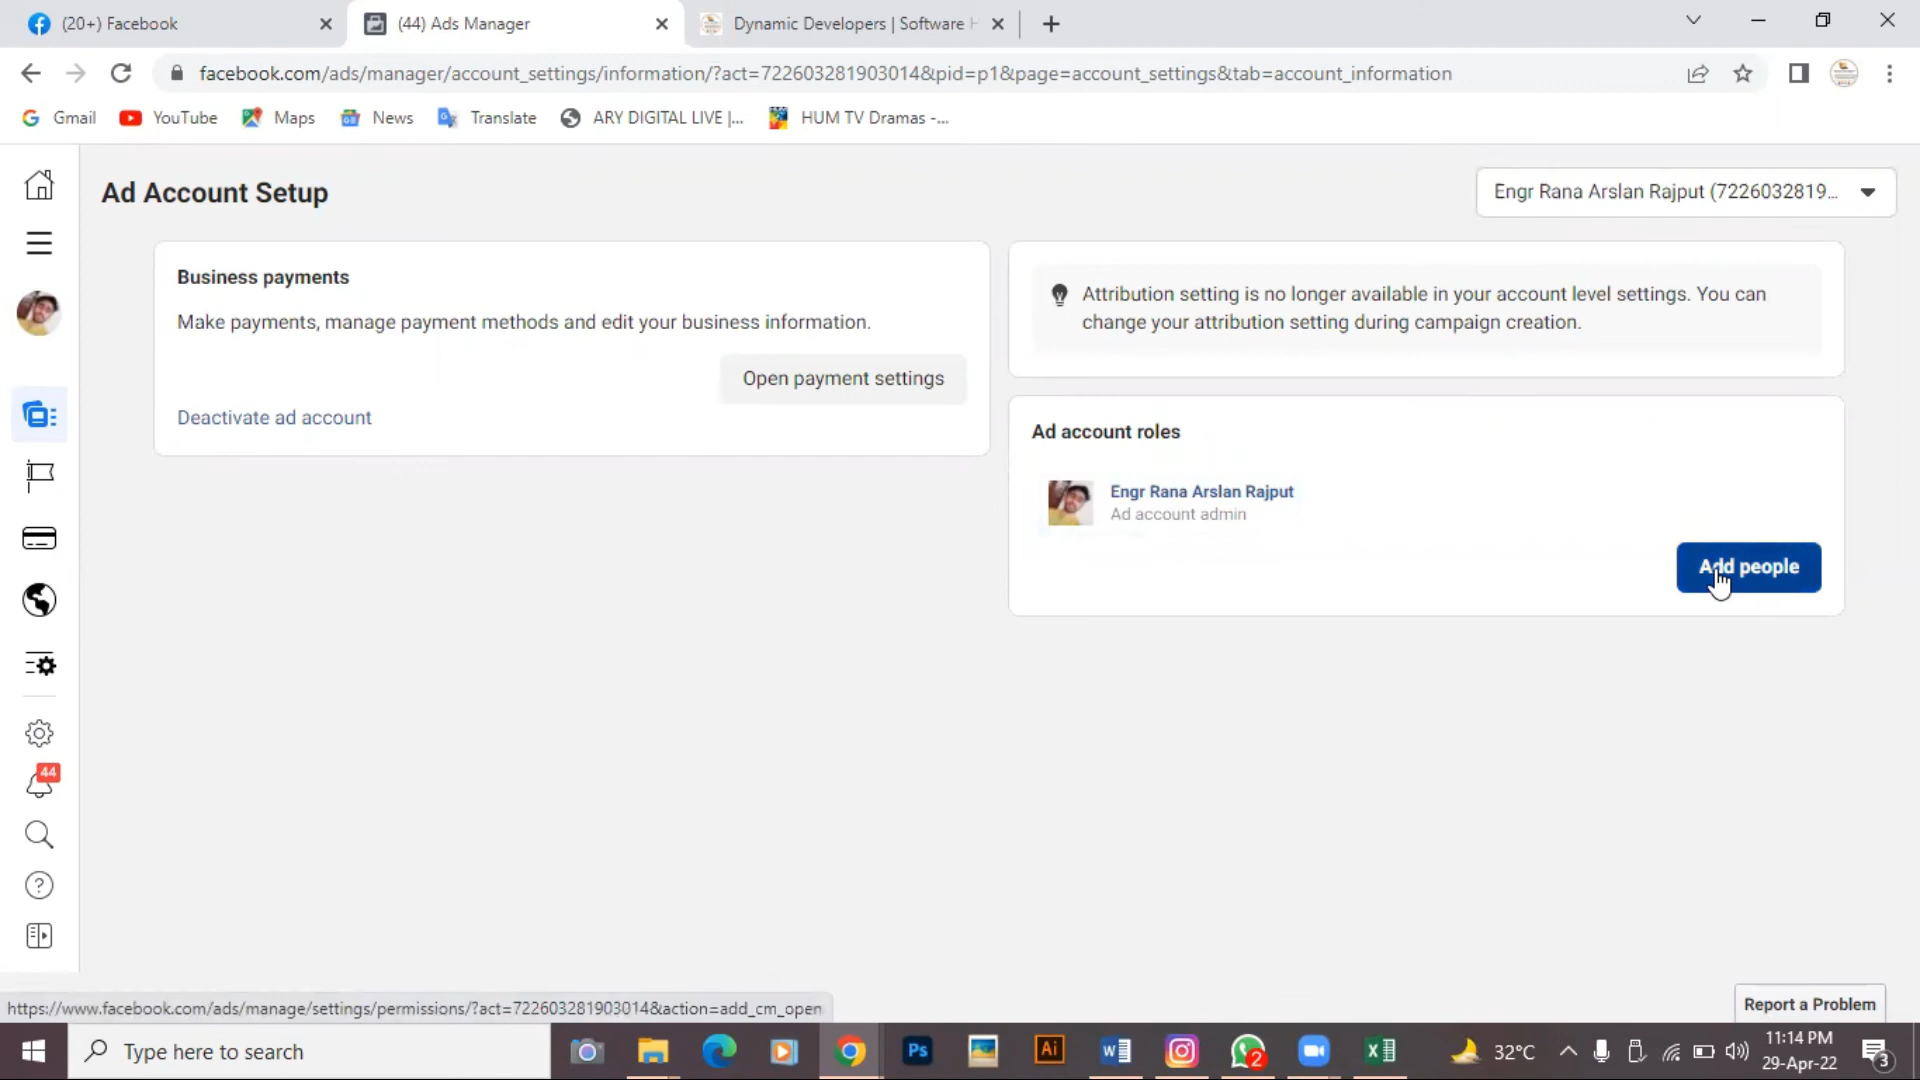 (20+) Facebook
(44) Ads Manager
Dynamic Developers | Software H
facebook.com/ads/manager/account_settings/information/?act=722603281903014&pid=p1&page=account_settings&tab=account_information
Gmail
YouTube
Maps
News
Translate
ARY DIGITAL LIVE |...
HUM TV Dramas -...
Ad Account Setup
Engr Rana Arslan Rajput (7226032819...
Business payments
Make payments, manage payment methods and edit your business information.
Open payment settings
Deactivate ad account
Attribution setting is no longer available in your account level settings. You can
change your attribution setting during campaign creation.
Ad account roles
Engr Rana Arslan Rajput
Ad account admin
Add people
44
https://www.facebook.com/ads/manage/settings/permissions/?act=722603281903014&action=add_cm_open
Report a Problem
Type here to search
Ps
Ai
2
32°C
11:14 PM
29-Apr-22
3